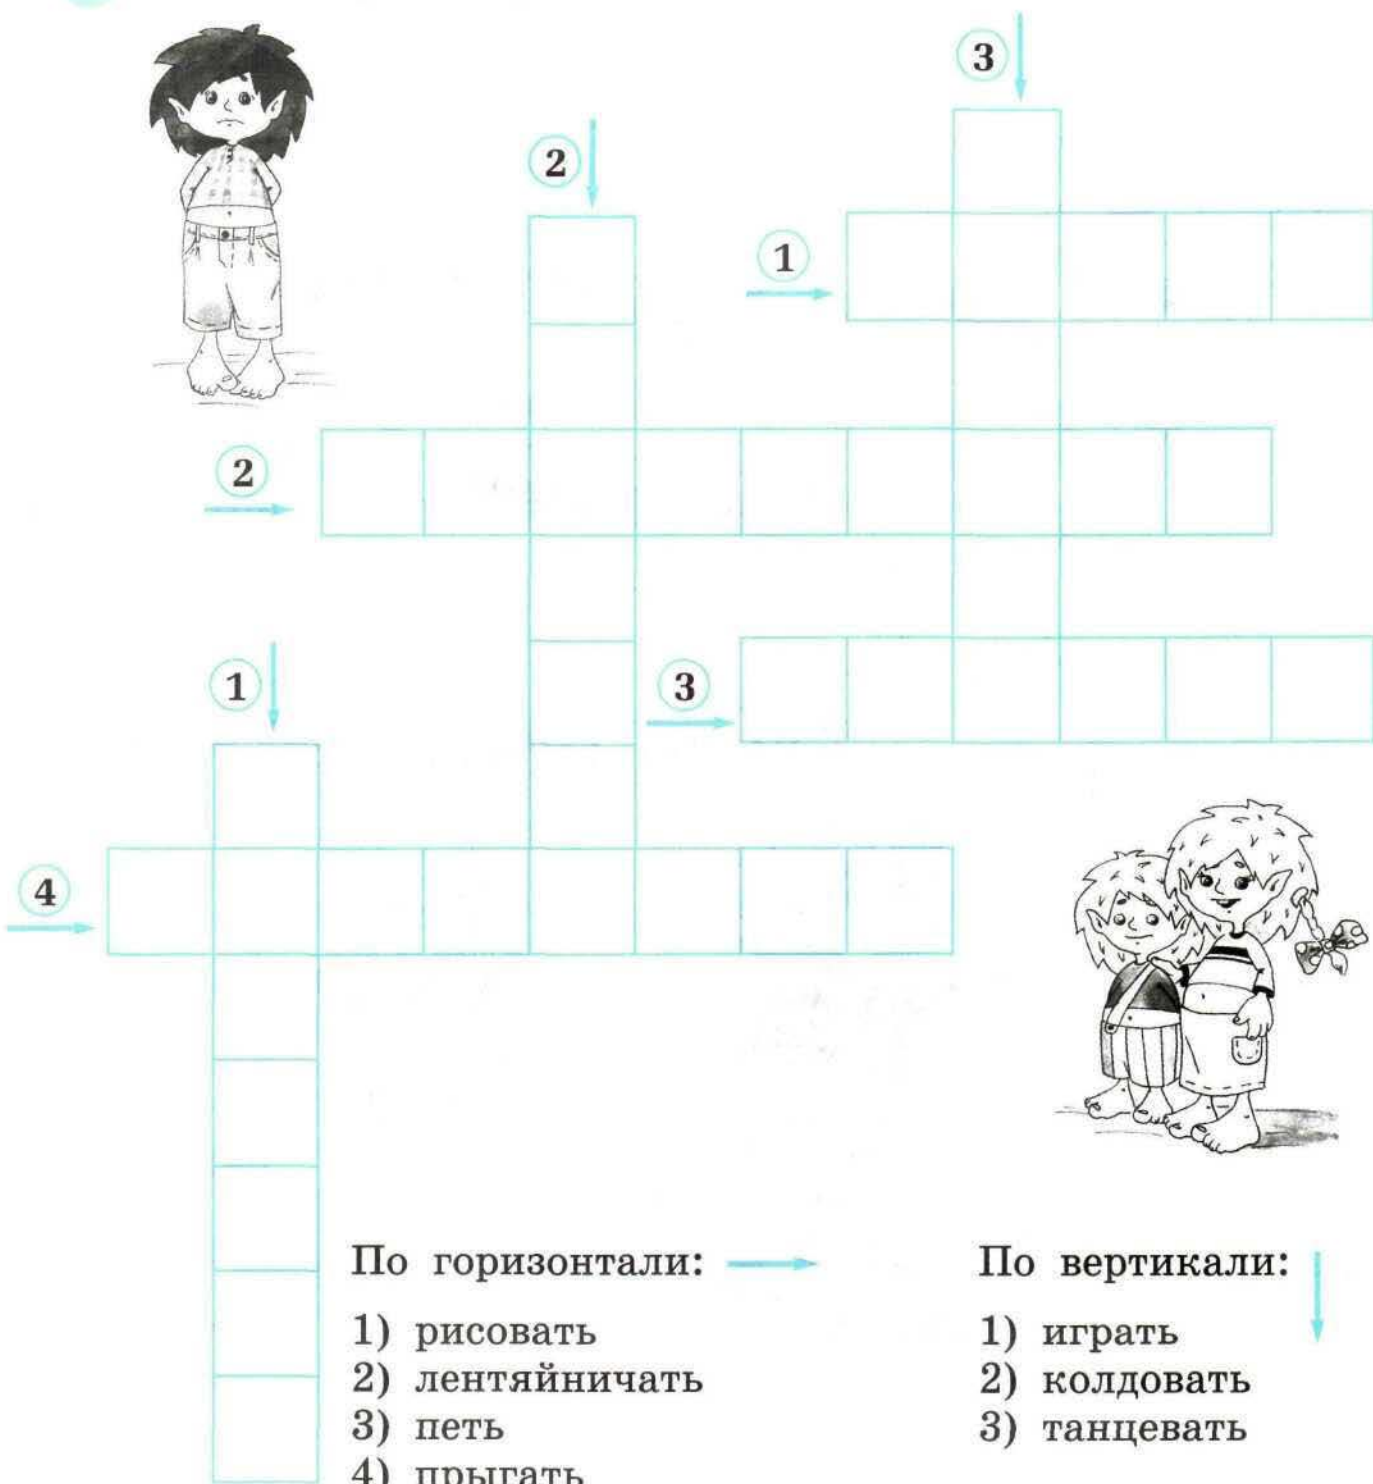 3
2
1
2
3
1
4
По горизонтали:
1) рисовать
2) лентяйничать
3) петь
4) прыгать
По вертикали:
1) играть
2) колдовать
3) танцевать